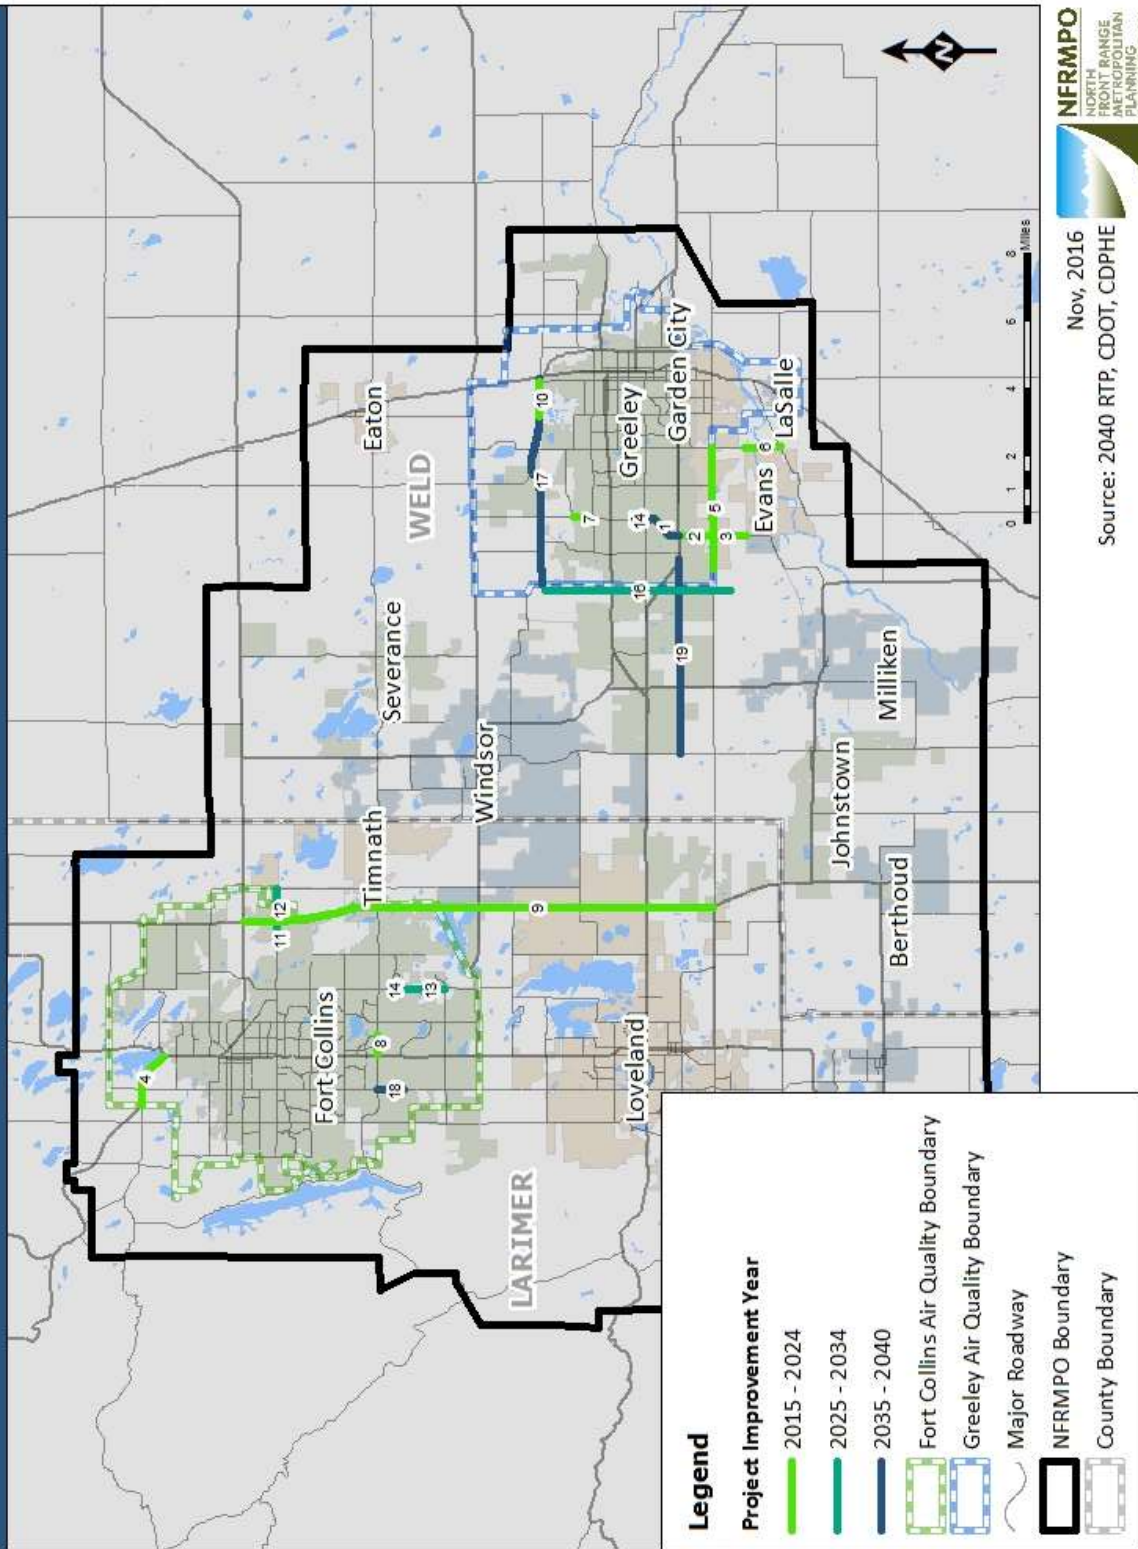 LARIMER
WELD
Fort Collins
Timnath
Severance
Eaton
Windsor
Loveland
Greeley
Garden City
Evans
LaSalle
Johnstown
Milliken
Berthoud
4
11
12
8
18
14
13
9
17
10
7
14
1
2
5
3
6
16
19
N
Legend
Project Improvement Year
2015 - 2024
2025 - 2034
2035 - 2040
Fort Collins Air Quality Boundary
Greeley Air Quality Boundary
Major Roadway
NFRMPO Boundary
County Boundary
0 1 2 4 6 8
Miles
Nov, 2016
Source: 2040 RTP, CDOT, CDPHE
NFRMPO
NORTH
FRONT RANGE
METROPOLITAN
PLANNING